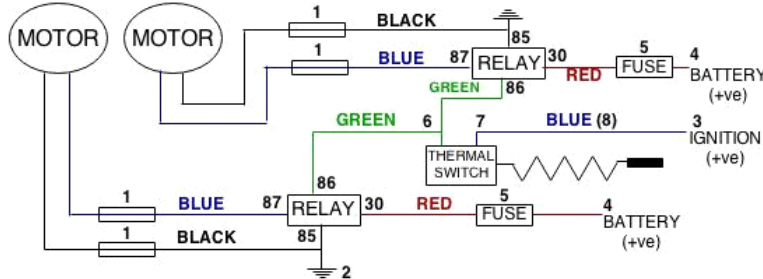 1
BLACK
MOTOR
MOTOR
85
1
BLUE
87
RELAY
30
RED
5
FUSE
4
BATTERY
(+ve)
GREEN
86
GREEN
6
7
BLUE (8)
3
IGNITION
(+ve)
THERMAL
SWITCH
86
1
BLUE
87
RELAY
30
RED
5
FUSE
4
BATTERY
(+ve)
1
BLACK
85
2